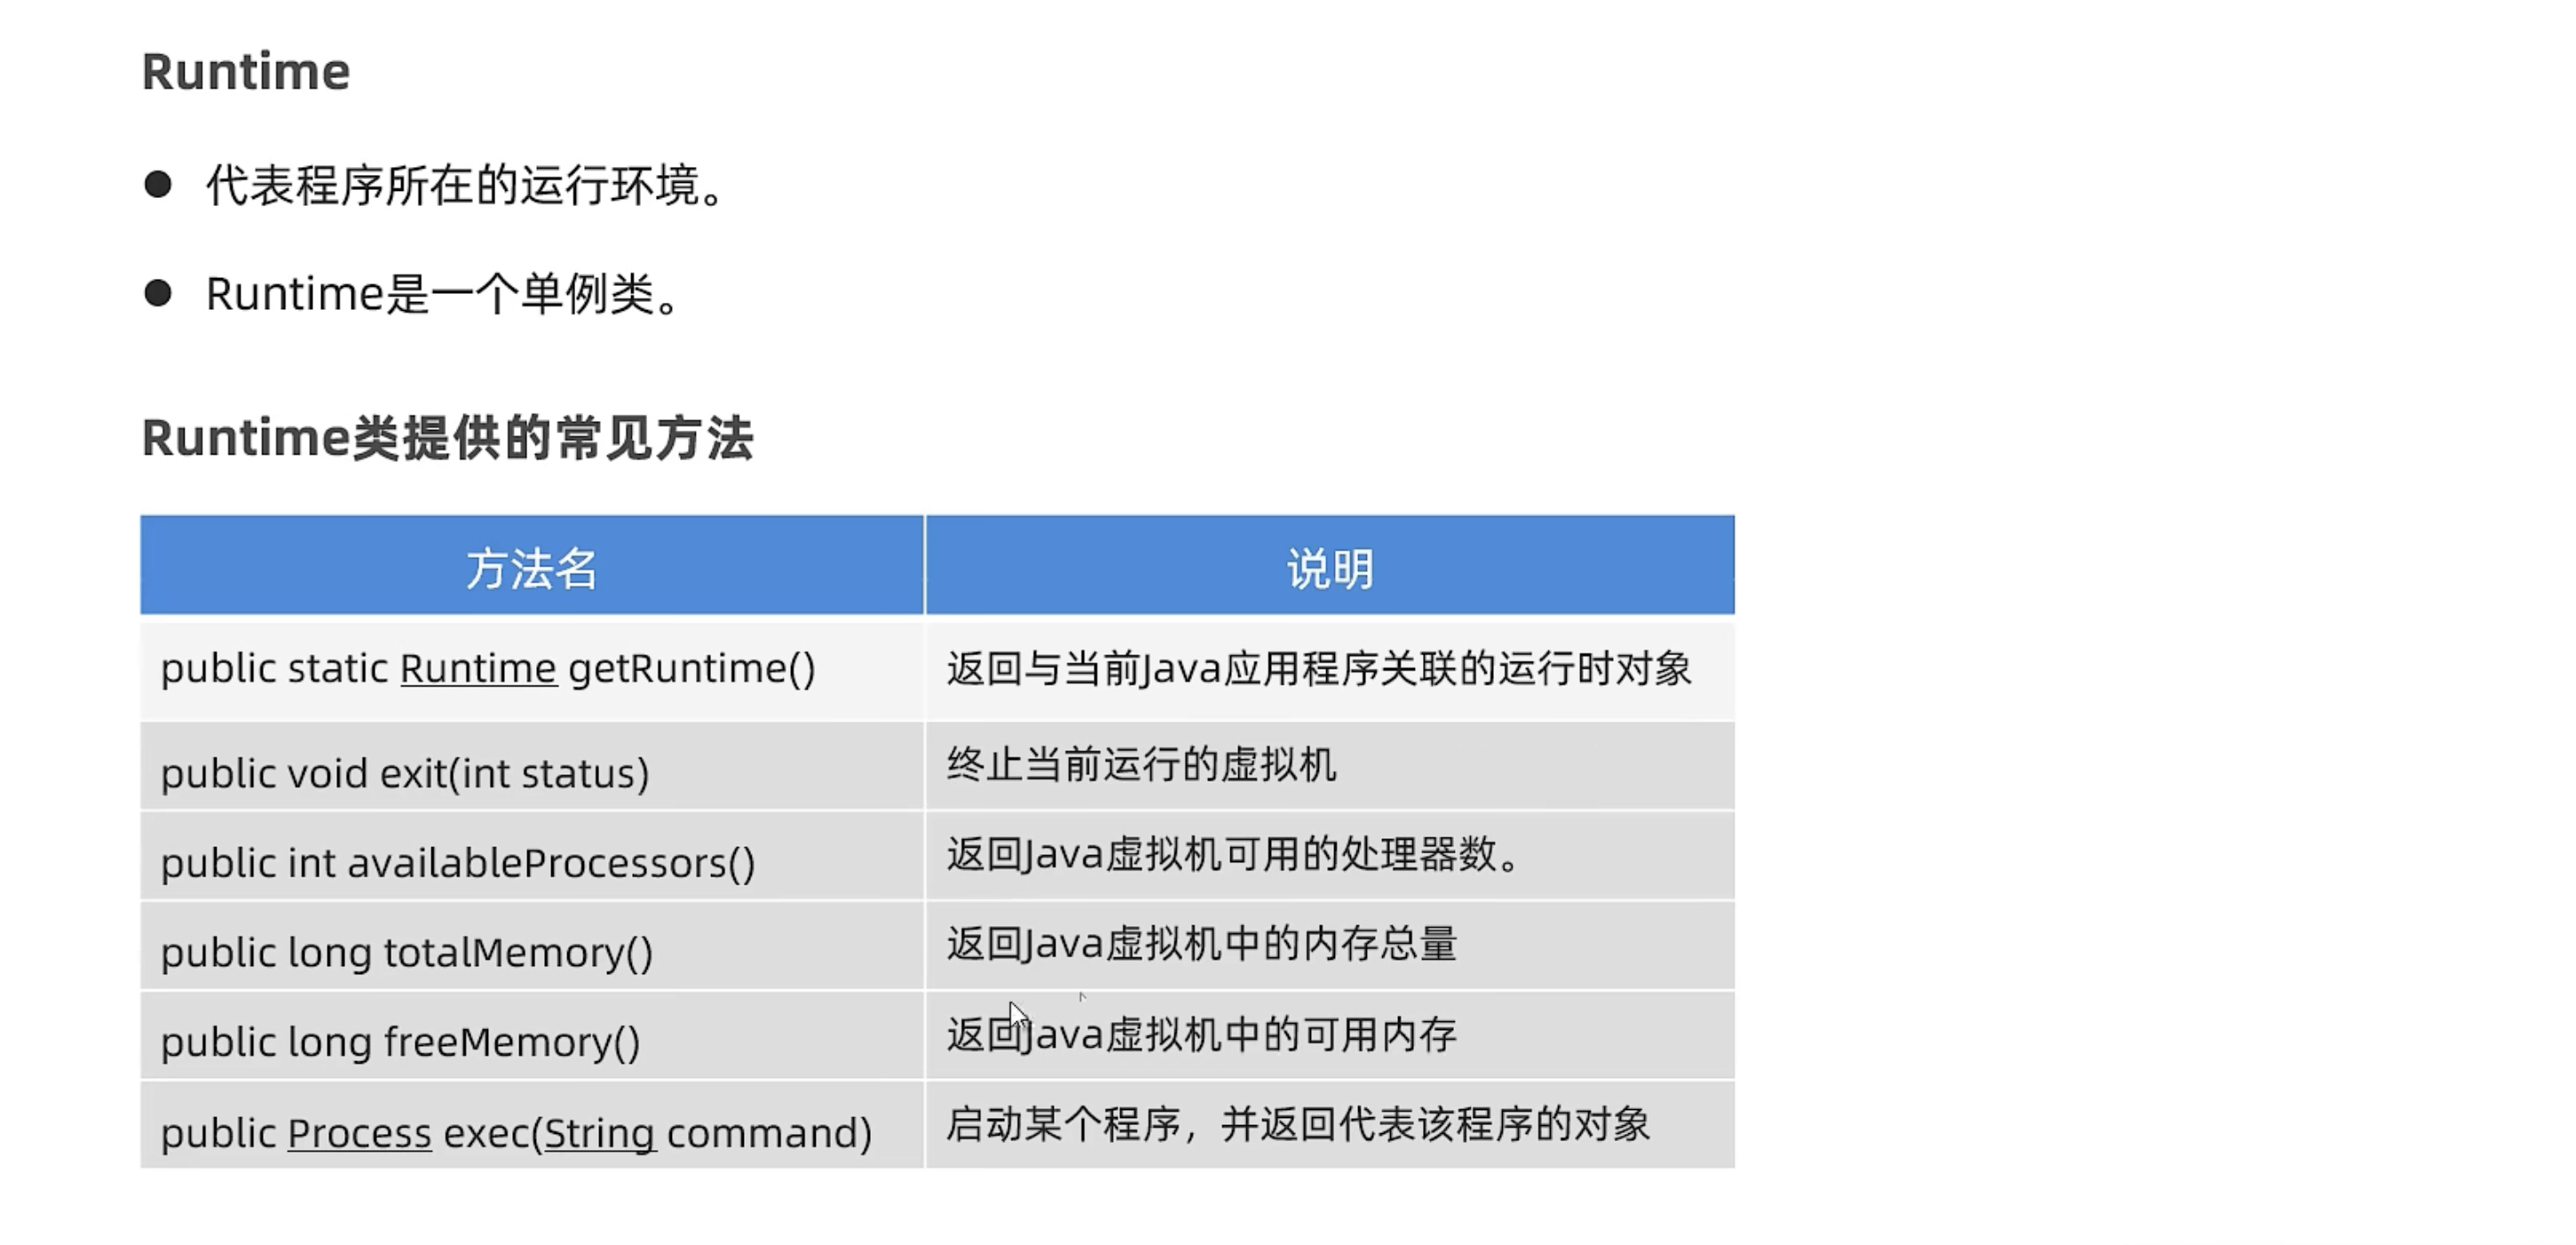 Runtime
● 代表程序所在的运行环境。
● Runtime是一个单例类。
Runtime类提供的常见方法
方法名 说明
public static Runtime getRuntime() 返回与当前Java应用程序关联的运行时对象
public void exit(int status) 终止当前运行的虚拟机
public int availableProcessors() 返回Java虚拟机可用的处理器数。
public long totalMemory() 返回Java虚拟机中的内存总量
public long freeMemory() 返回Java虚拟机中的可用内存
public Process exec(String command) 启动某个程序，并返回代表该程序的对象